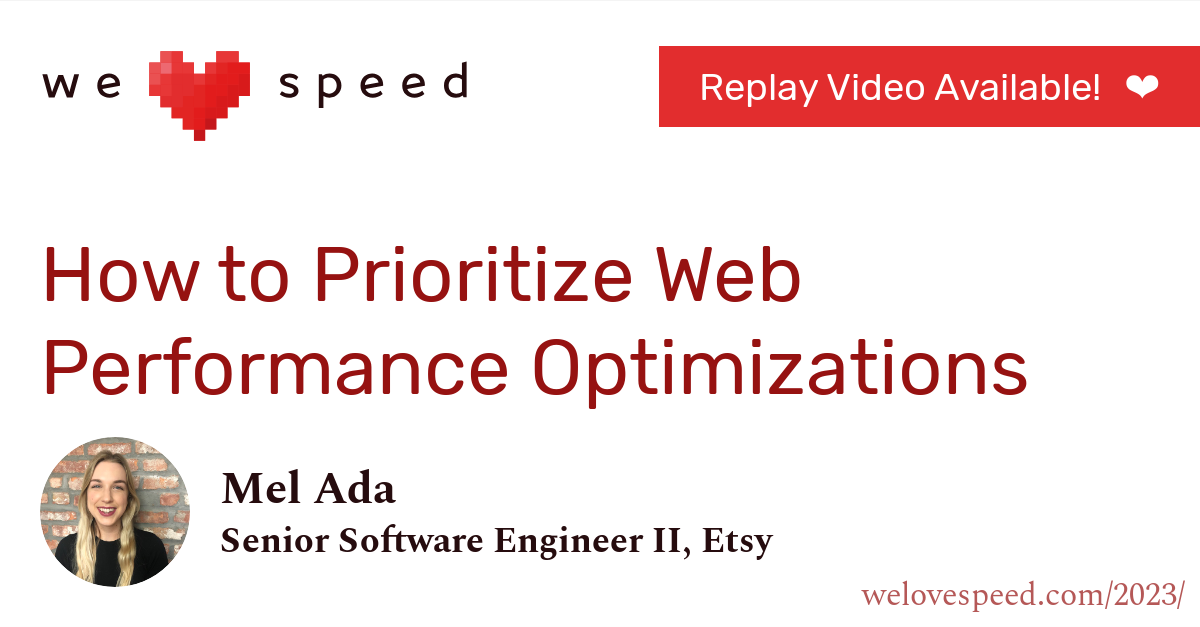 we speed
Replay Video Available! ❤
How to Prioritize Web
Performance Optimizations
Mel Ada
Senior Software Engineer II, Etsy
welovespeed.com/2023/